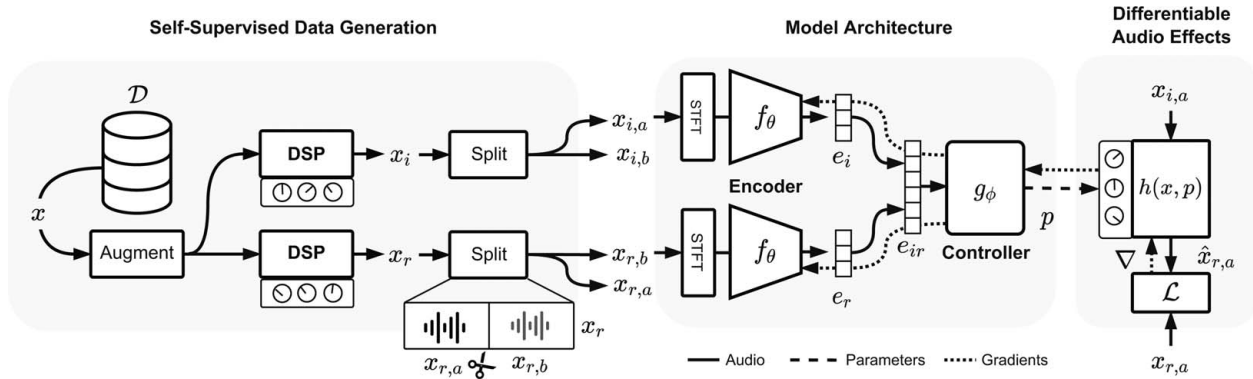 Self-Supervised Data Generation
Model Architecture
Differentiable
Audio Effects
𝒟
x
Augment
DSP
x_i
Split
x_{i,a}
x_{i,b}
DSP
x_r
Split
x_{r,b}
x_{r,a}
x_r
x_{r,a}
x_{r,b}
STFT
f_θ
e_i
Encoder
STFT
f_θ
e_r
e_{ir}
g_ϕ
Controller
p
x_{i,a}
h(x, p)
∇
x̂_{r,a}
ℒ
x_{r,a}
Audio
Parameters
Gradients